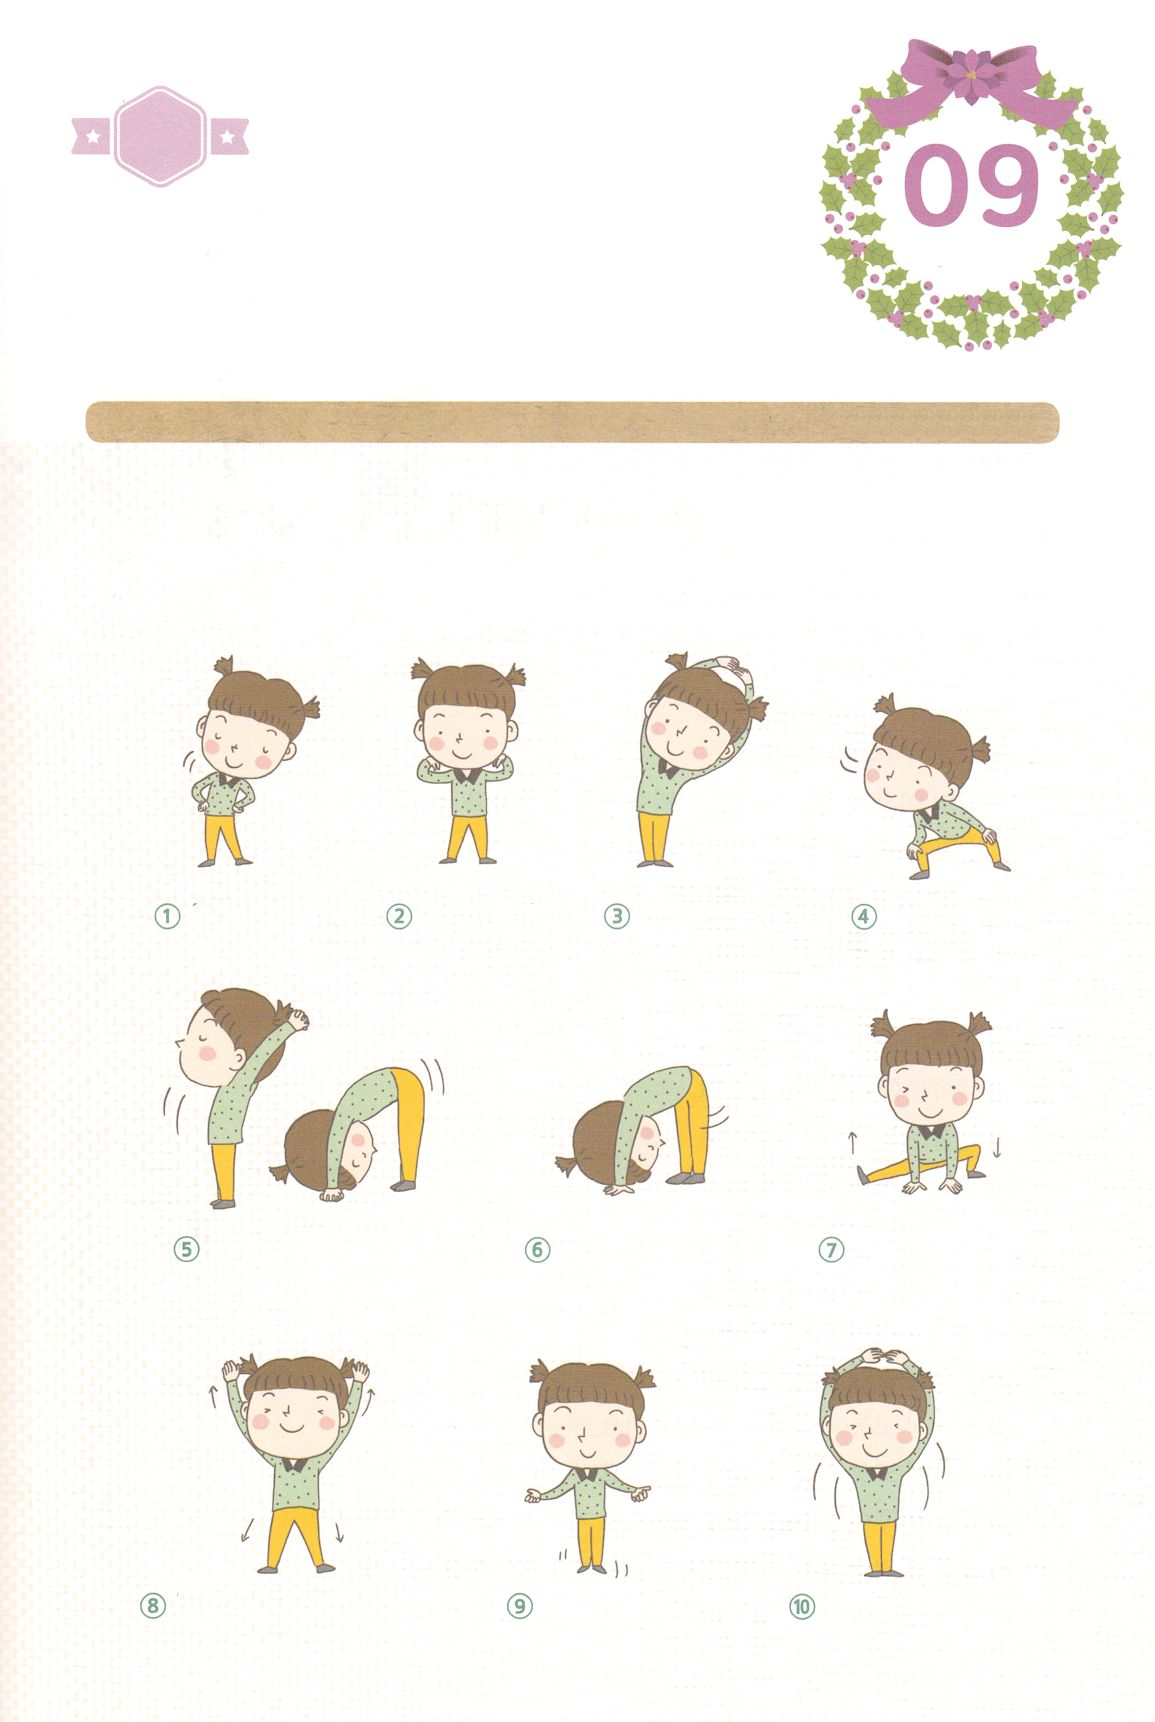 09
① ② ③ ④
⑤ ⑥ ⑦
⑧ ⑨ ⑩